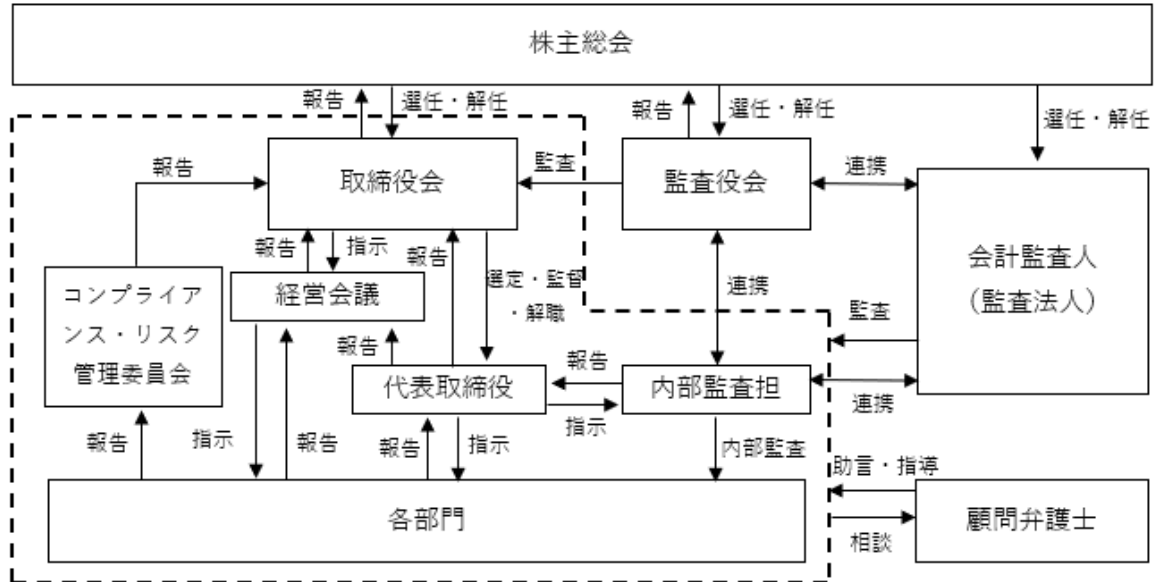 株主総会
報告
選任・解任
報告
選任・解任
選任・解任
報告
取締役会
監査
監査役会
連携
会計監査人
（監査法人）
報告
指示
報告
選定・監督
・解職
コンプライア
ンス・リスク
管理委員会
経営会議
連携
監査
報告
代表取締役
報告
指示
内部監査担
連携
報告
指示
報告
報告
指示
内部監査
助言・指導
各部門
顧問弁護士
相談